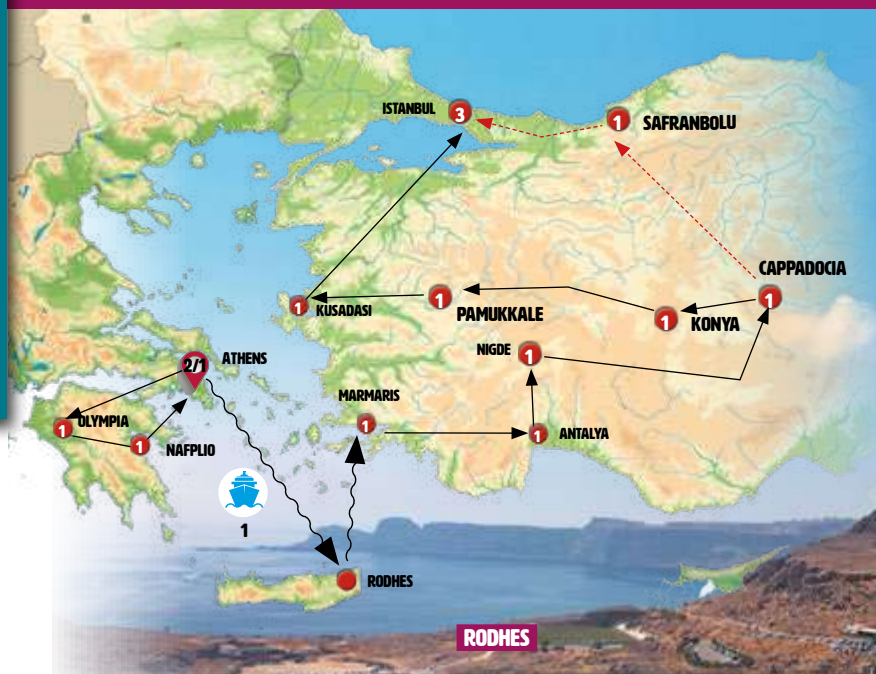 ISTANBUL
3
1
SAFRANBOLU
CAPPADOCIA
1
1
KUSADASI
1
PAMUKKALE
1
KONYA
NIGDE
1
2/1
ATHENS
MARMARIS
1
OLYMPIA
1
1
NAFPLIO
1
ANTALYA
1
RODHES
RODHES